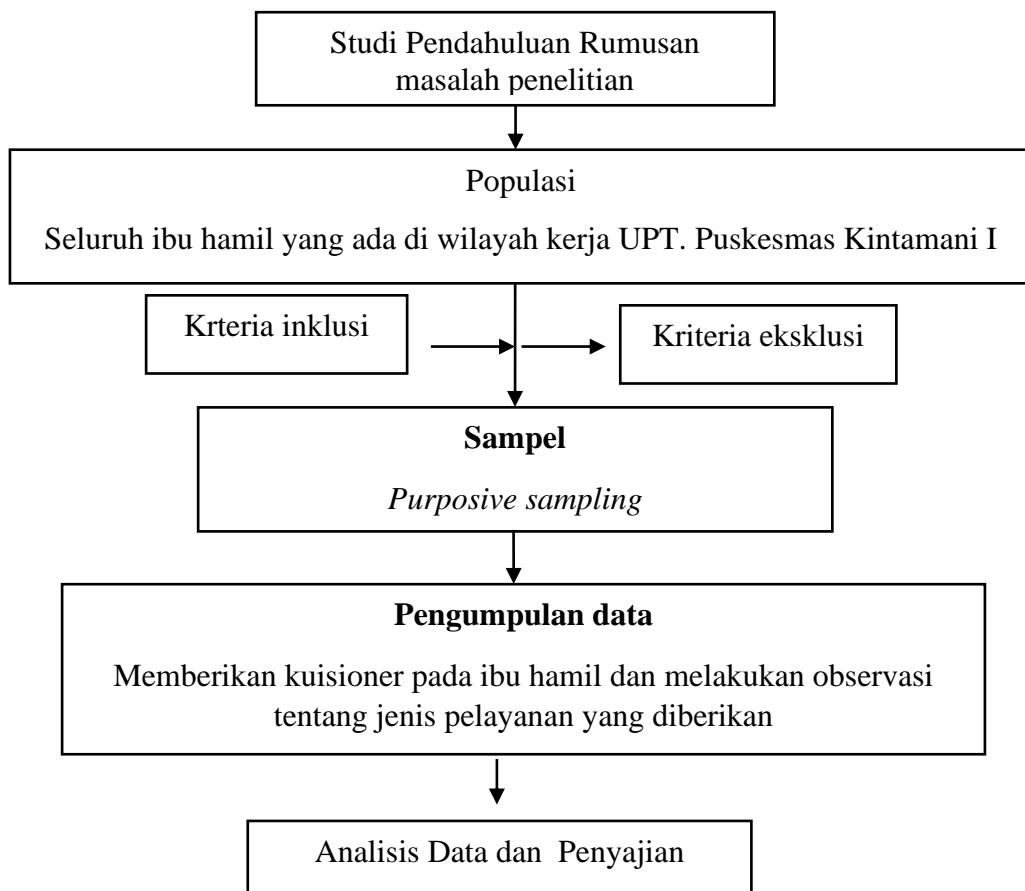 Studi Pendahuluan Rumusan
masalah penelitian
Populasi
Seluruh ibu hamil yang ada di wilayah kerja UPT. Puskesmas Kintamani I
Krteria inklusi
Kriteria eksklusi
Sampel
Purposive sampling
Pengumpulan data
Memberikan kuisioner pada ibu hamil dan melakukan observasi
tentang jenis pelayanan yang diberikan
Analisis Data dan Penyajian